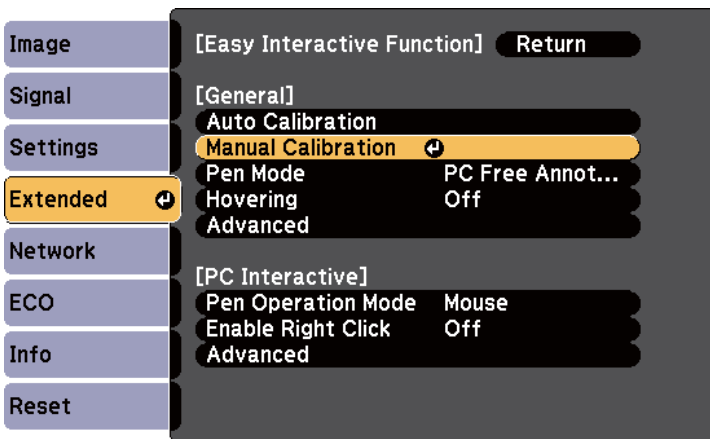 Image
Signal
Settings
Extended
Network
ECO
Info
Reset
[Easy Interactive Function] Return
[General]
Auto Calibration
Manual Calibration
Pen Mode PC Free Annot...
Hovering Off
Advanced
[PC Interactive]
Pen Operation Mode Mouse
Enable Right Click Off
Advanced